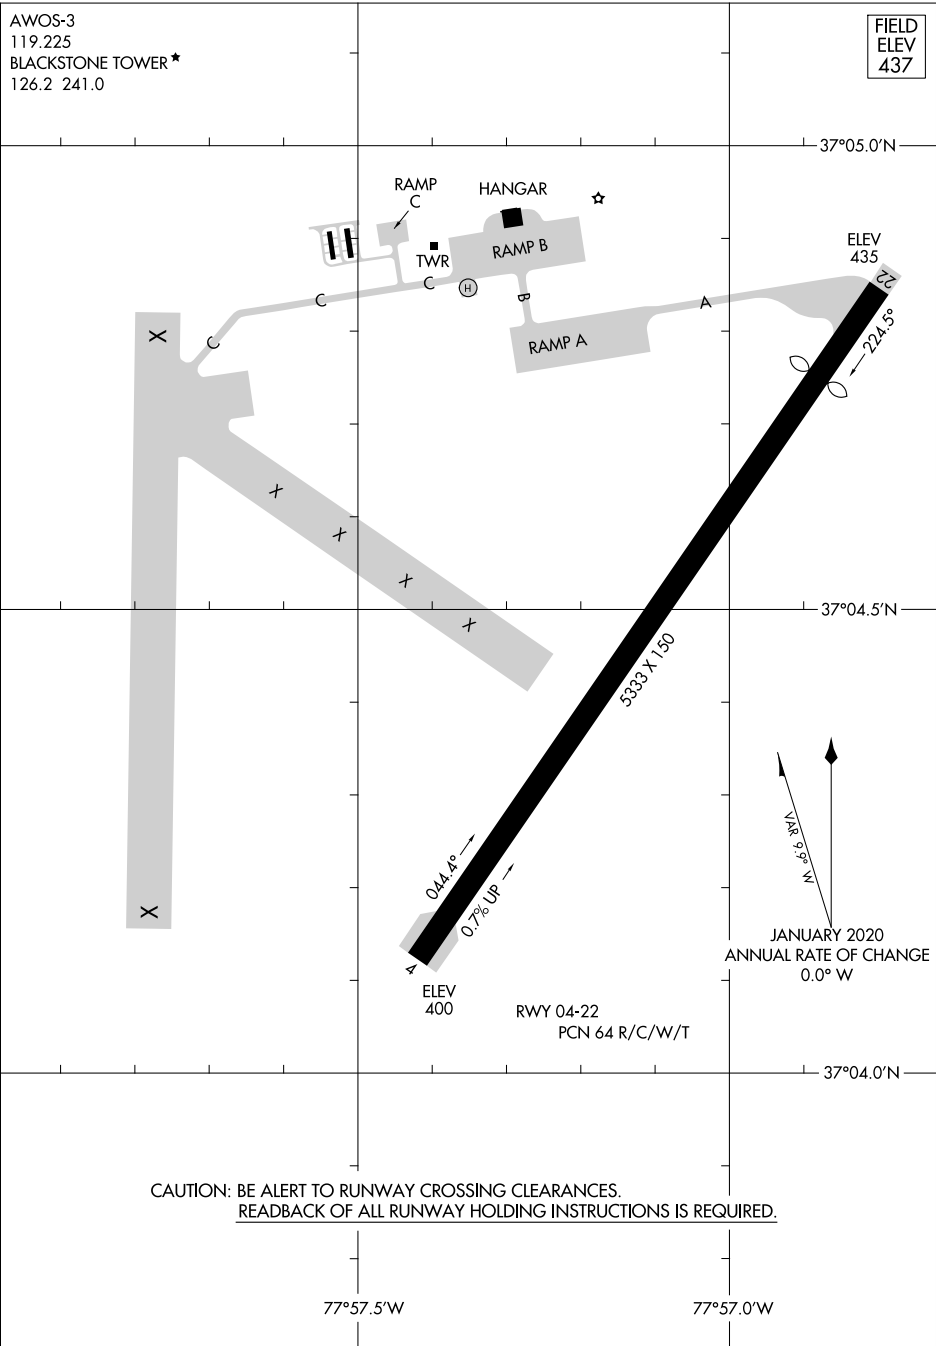 AWOS-3
119.225
BLACKSTONE TOWER★
126.2 241.0
FIELD
ELEV
437
37°05.0'N
RAMP
C
HANGAR
TWR
RAMP B
ELEV
435
22
C
C
H
B
A
C
RAMP A
224.5°
X
X
X
X
X
37°04.5'N
5333 X 150
VAR 9.9° W
044.4°
0.7% UP
X
JANUARY 2020
ANNUAL RATE OF CHANGE
0.0° W
4
ELEV
400
RWY 04-22
PCN 64 R/C/W/T
37°04.0'N
CAUTION: BE ALERT TO RUNWAY CROSSING CLEARANCES.
READBACK OF ALL RUNWAY HOLDING INSTRUCTIONS IS REQUIRED.
77°57.5'W
77°57.0'W